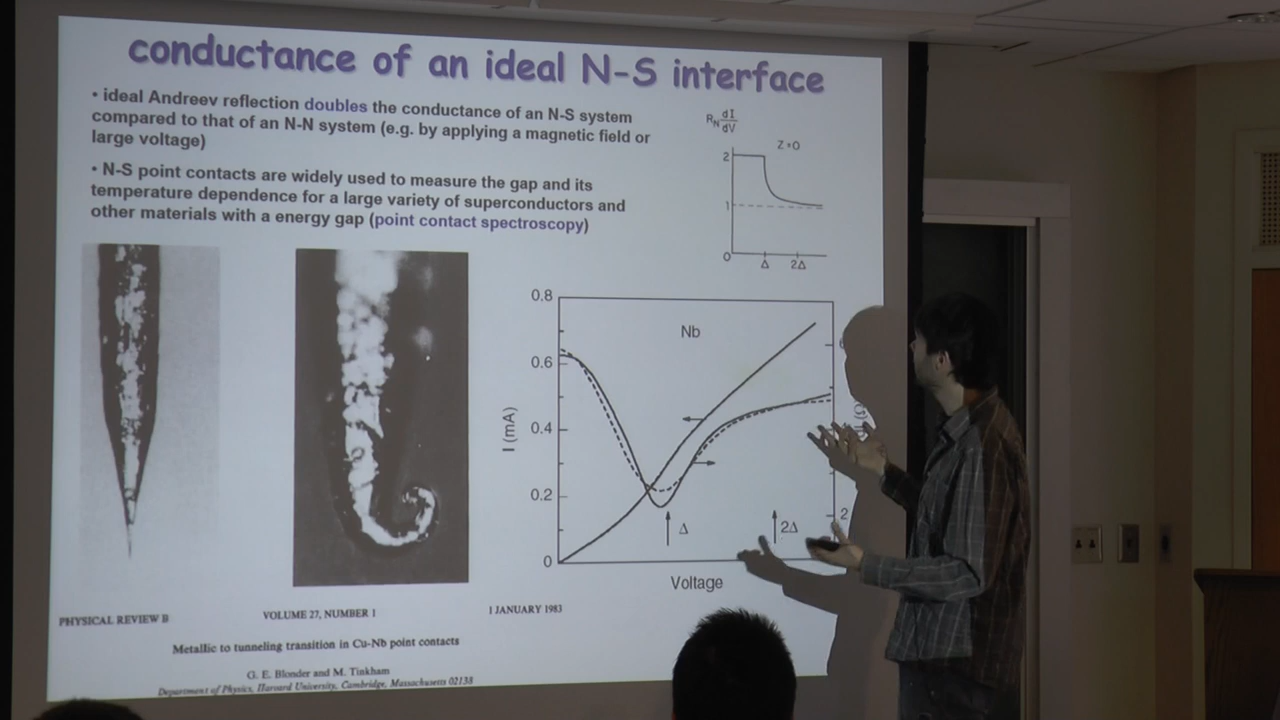 conductance of an ideal N-S interface
• ideal Andreev reflection doubles the conductance of an N-S system
compared to that of an N-N system (e.g. by applying a magnetic field or
large voltage)
• N-S point contacts are widely used to measure the gap and its
temperature dependence for a large variety of superconductors and
other materials with a energy gap (point contact spectroscopy)
R_N dI/dV
Z=0
2
1
0
Δ 2Δ
0.8
0.6
0.4
0.2
0
I (mA)
Nb
Δ
2Δ
2
(Ω)
Voltage
PHYSICAL REVIEW B
VOLUME 27, NUMBER 1
1 JANUARY 1983
Metallic to tunneling transition in Cu-Nb point contacts
G. E. Blonder and M. Tinkham
Department of Physics, Harvard University, Cambridge, Massachusetts 02138